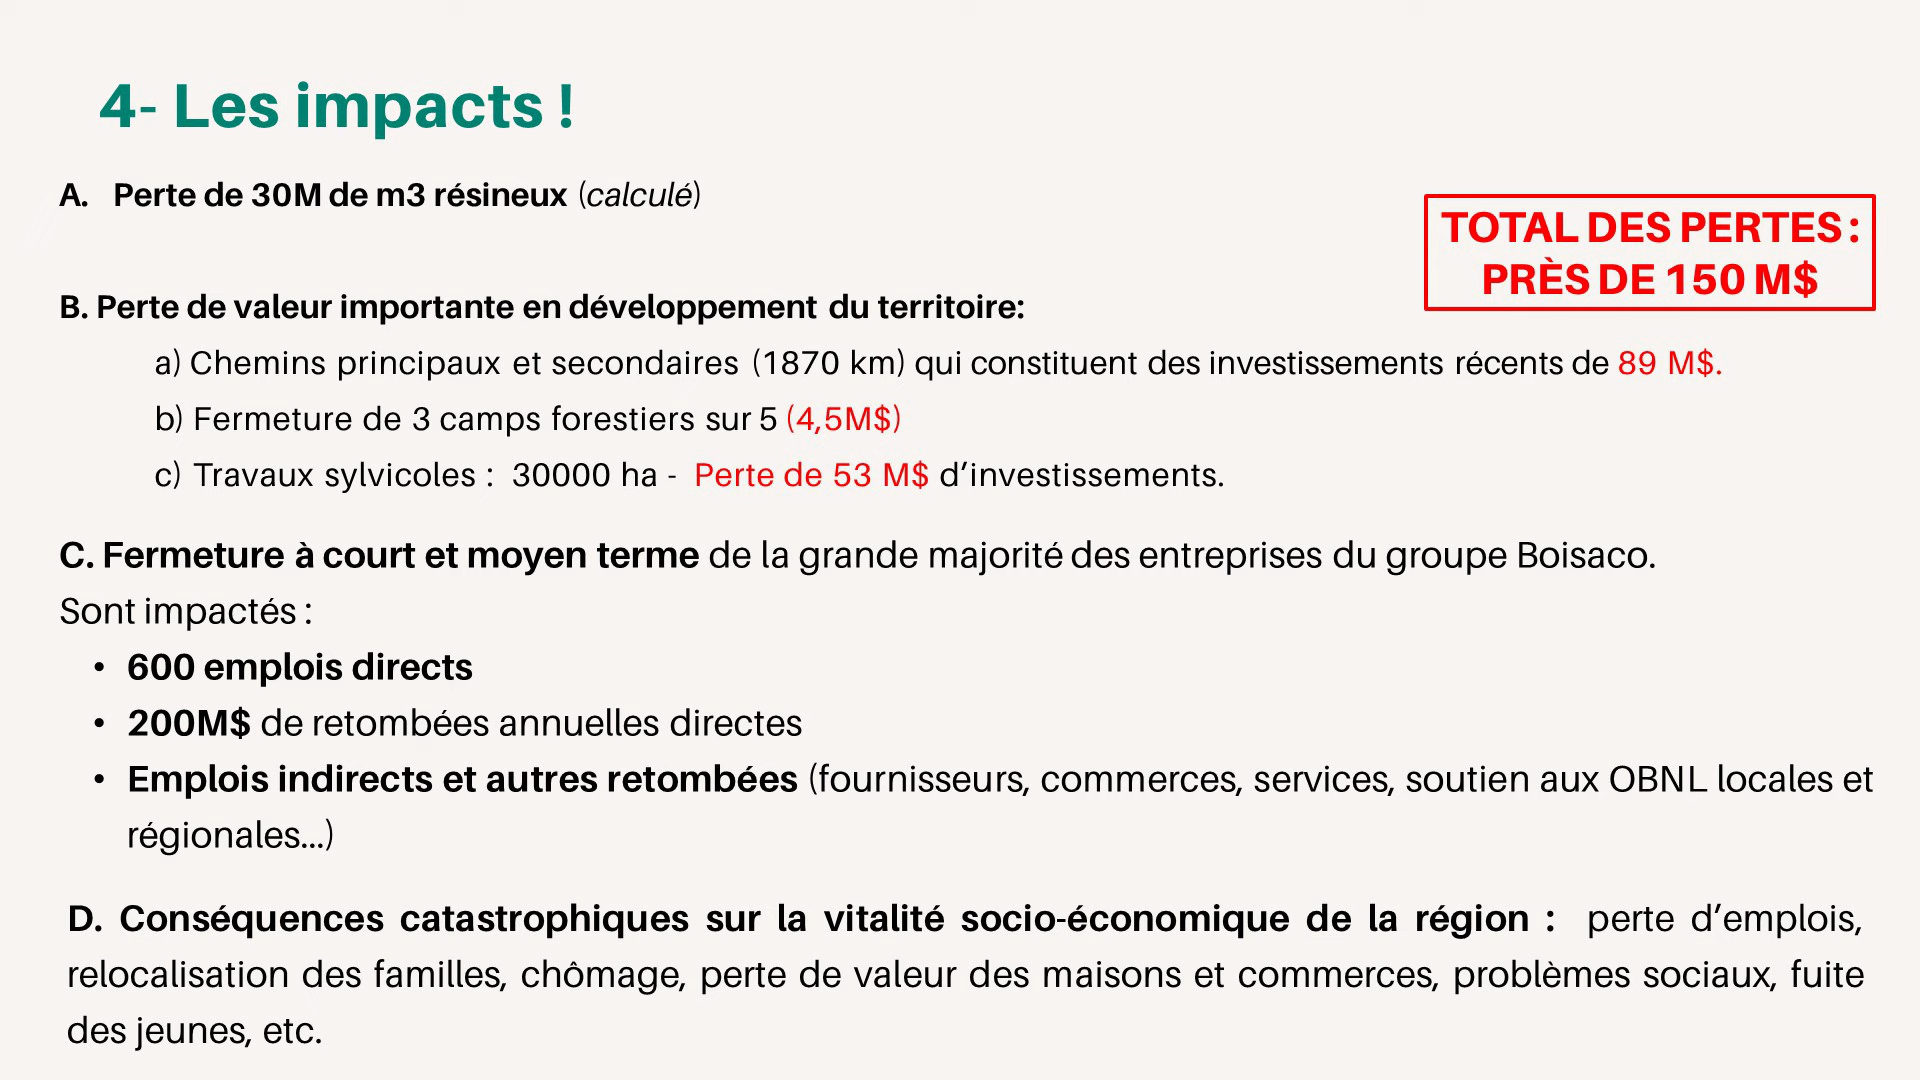 4- Les impacts !
A. Perte de 30M de m3 résineux (calculé)
TOTAL DES PERTES :
PRÈS DE 150 M$
B. Perte de valeur importante en développement du territoire:
a) Chemins principaux et secondaires (1870 km) qui constituent des investissements récents de 89 M$.
b) Fermeture de 3 camps forestiers sur 5 (4,5M$)
c) Travaux sylvicoles : 30000 ha - Perte de 53 M$ d’investissements.
C. Fermeture à court et moyen terme de la grande majorité des entreprises du groupe Boisaco.
Sont impactés :
• 600 emplois directs
• 200M$ de retombées annuelles directes
• Emplois indirects et autres retombées (fournisseurs, commerces, services, soutien aux OBNL locales et
régionales...)
D. Conséquences catastrophiques sur la vitalité socio-économique de la région : perte d’emplois,
relocalisation des familles, chômage, perte de valeur des maisons et commerces, problèmes sociaux, fuite
des jeunes, etc.